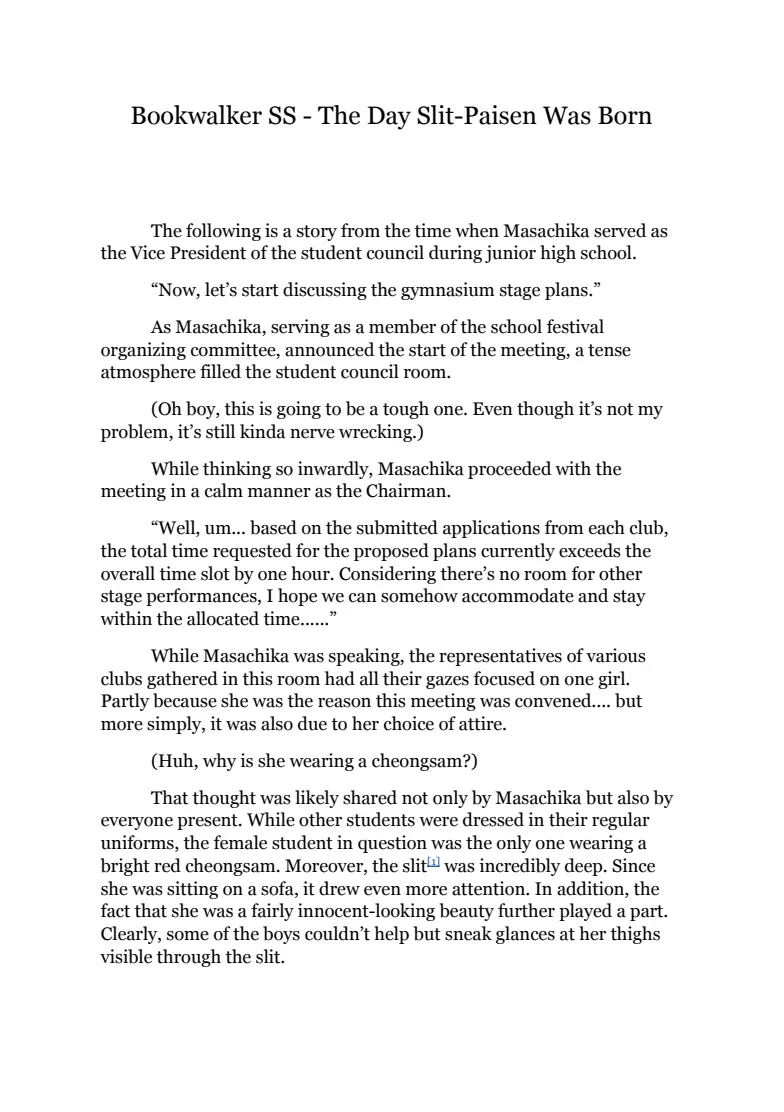 Bookwalker SS - The Day Slit-Paisen Was Born
The following is a story from the time when Masachika served as
the Vice President of the student council during junior high school.
“Now, let’s start discussing the gymnasium stage plans.”
As Masachika, serving as a member of the school festival
organizing committee, announced the start of the meeting, a tense
atmosphere filled the student council room.
(Oh boy, this is going to be a tough one. Even though it’s not my
problem, it’s still kinda nerve wrecking.)
While thinking so inwardly, Masachika proceeded with the
meeting in a calm manner as the Chairman.
“Well, um... based on the submitted applications from each club,
the total time requested for the proposed plans currently exceeds the
overall time slot by one hour. Considering there’s no room for other
stage performances, I hope we can somehow accommodate and stay
within the allocated time......”
While Masachika was speaking, the representatives of various
clubs gathered in this room had all their gazes focused on one girl.
Partly because she was the reason this meeting was convened.... but
more simply, it was also due to her choice of attire.
(Huh, why is she wearing a cheongsam?)
That thought was likely shared not only by Masachika but also by
everyone present. While other students were dressed in their regular
uniforms, the female student in question was the only one wearing a
bright red cheongsam. Moreover, the slit[1] was incredibly deep. Since
she was sitting on a sofa, it drew even more attention. In addition, the
fact that she was a fairly innocent-looking beauty further played a part.
Clearly, some of the boys couldn’t help but sneak glances at her thighs
visible through the slit.